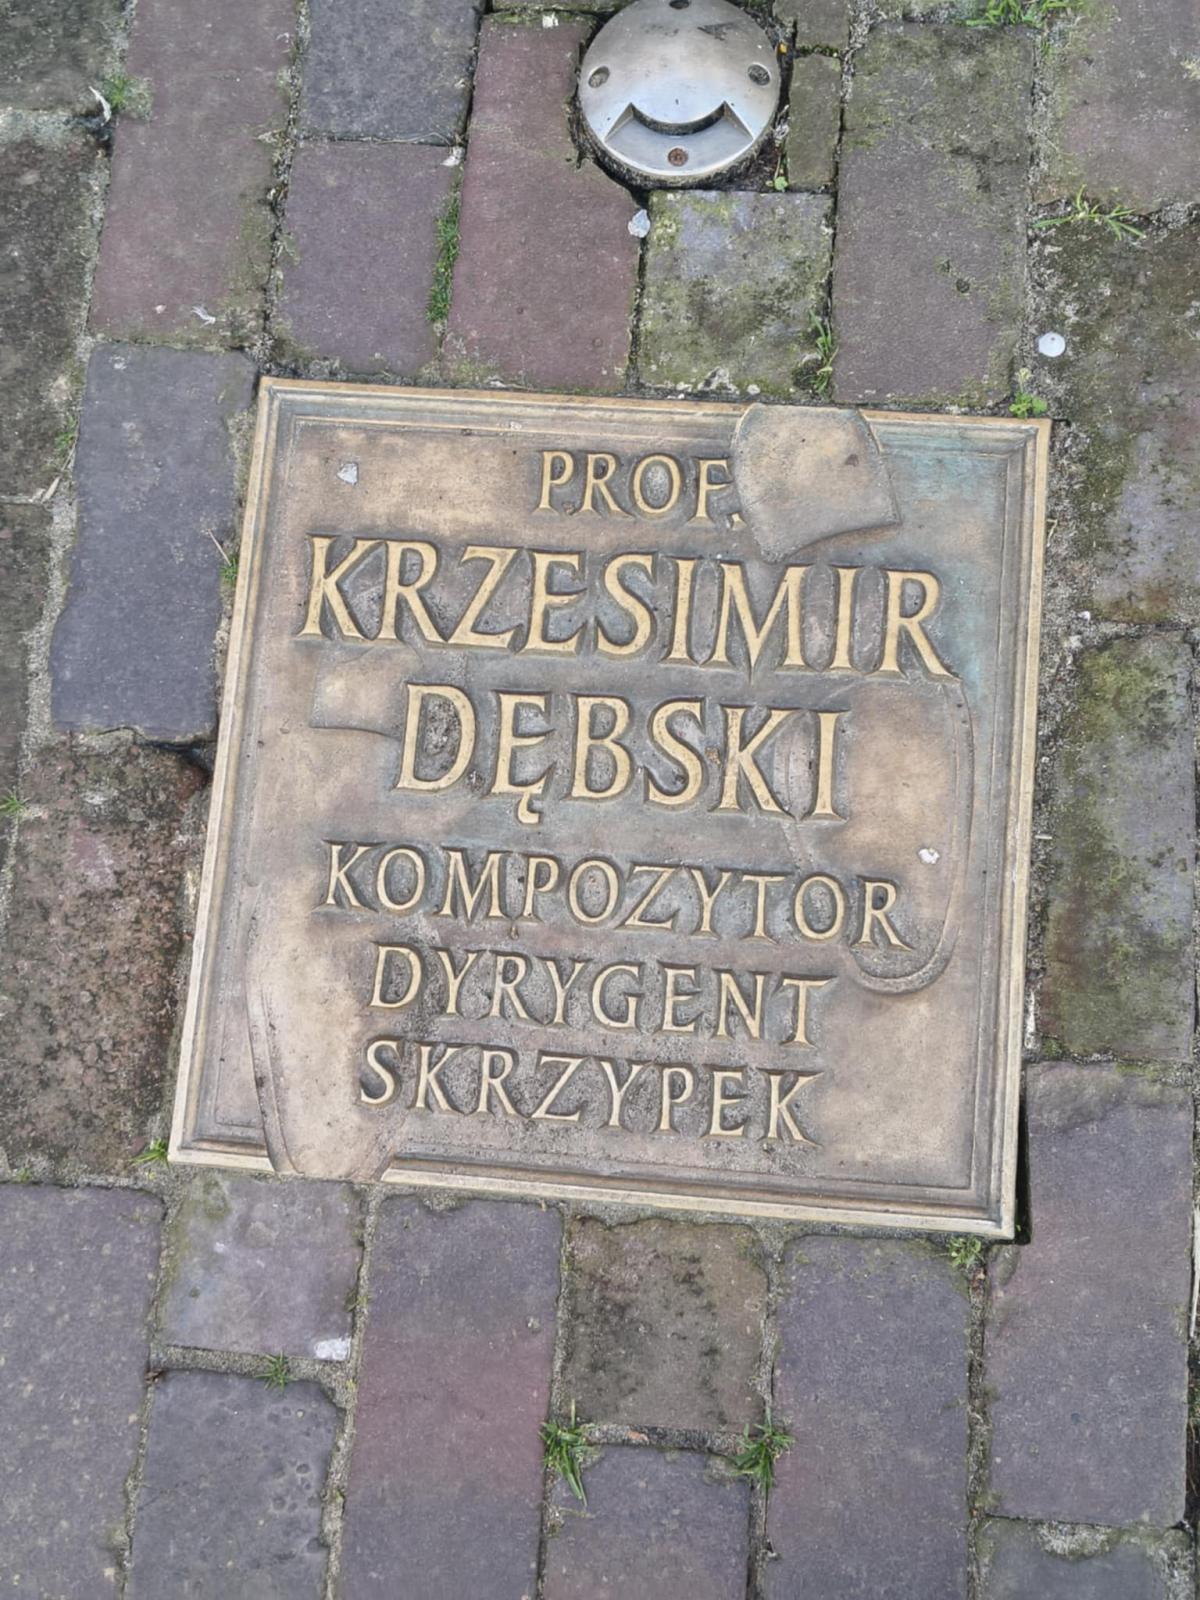 PROF.
KRZESIMIR
DĘBSKI
KOMPOZYTOR
DYRYGENT
SKRZYPEK